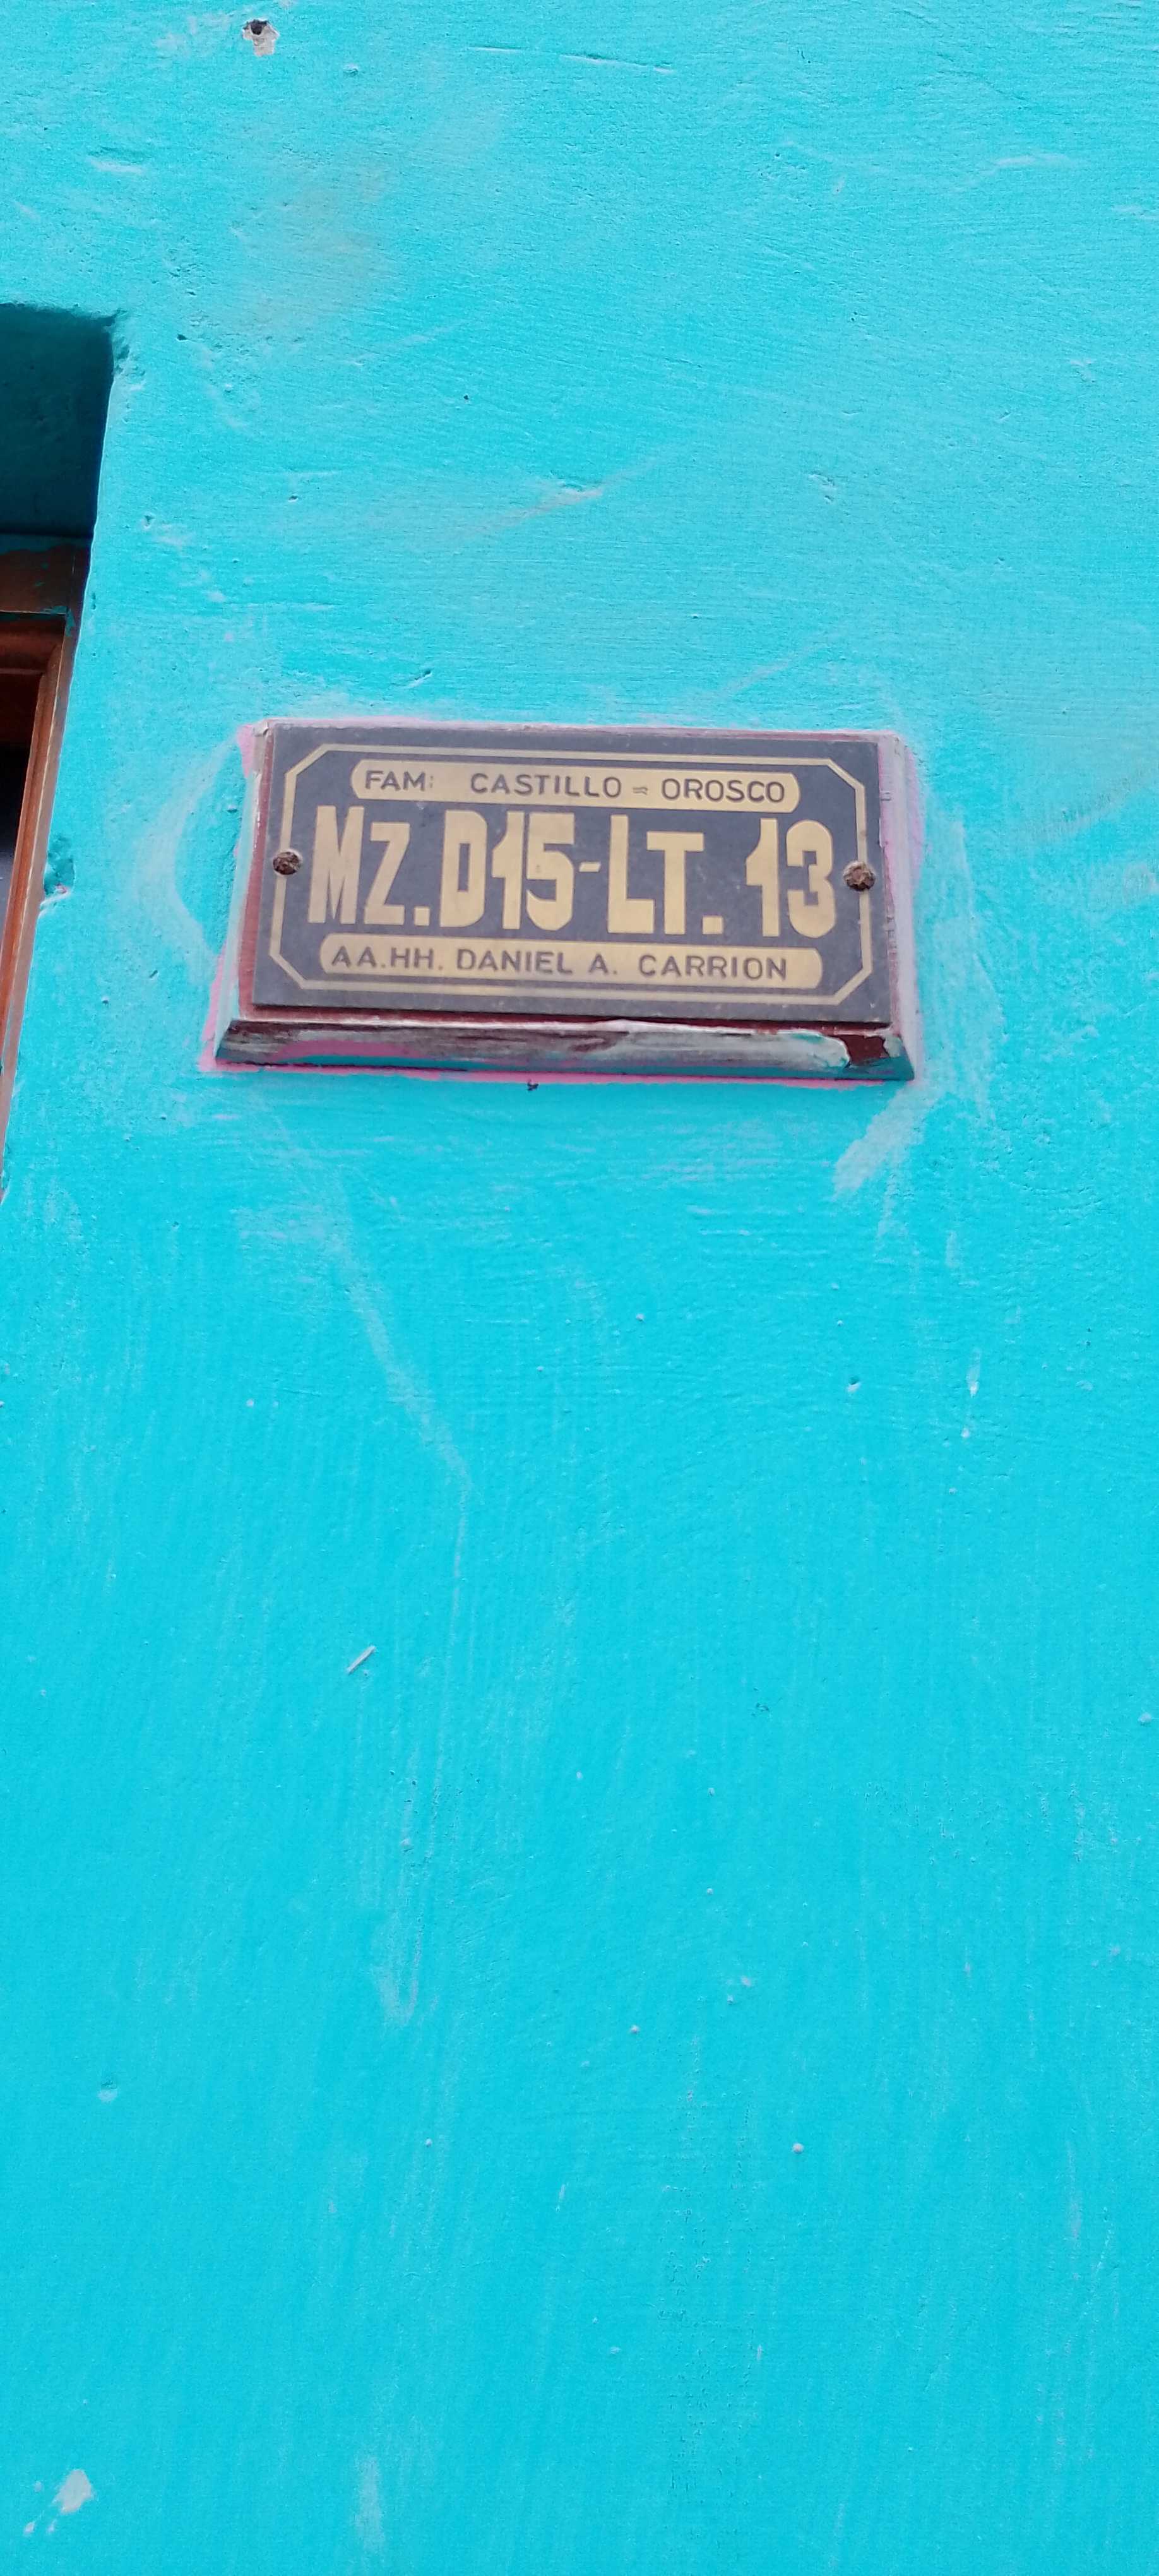 FAM: CASTILLO = OROSCO
MZ.D15-LT. 13
AA.HH. DANIEL A. CARRION